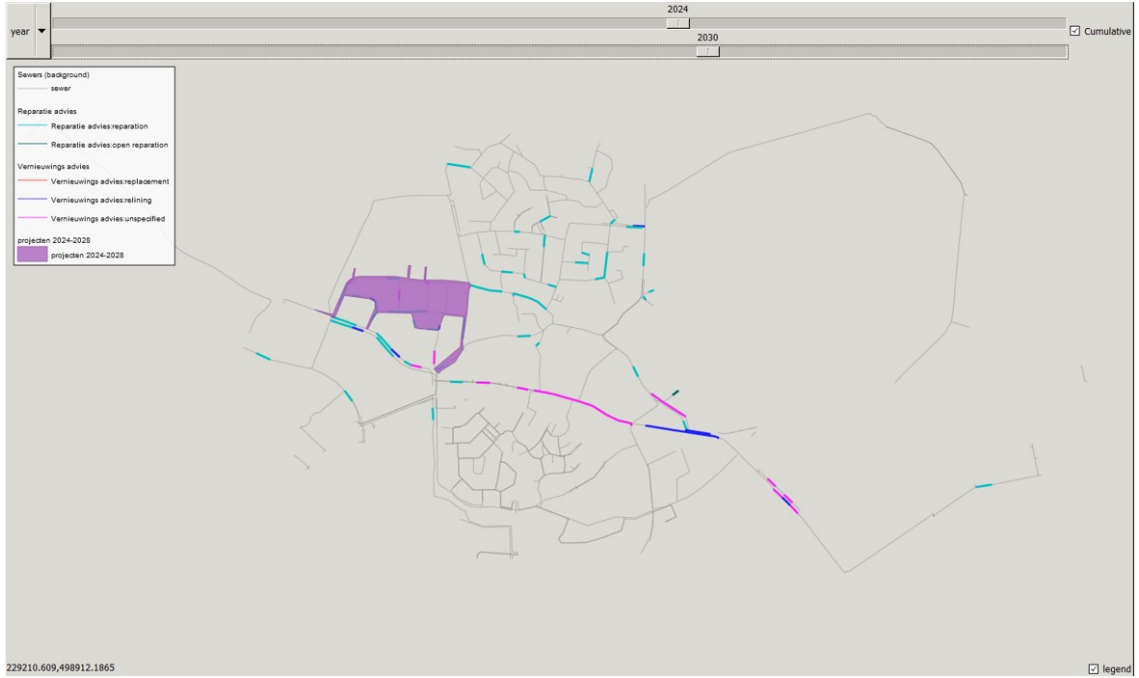 2024
year
Cumulative
2030
Sewers (background)
sewer
Reparatie advies
Reparatie advies:reparation
Reparatie advies:open reparation
Vernieuwings advies
Vernieuwings advies:replacement
Vernieuwings advies:relining
Vernieuwings advies:unspecified
projecten 2024-2028
projecten 2024-2028
229210.609,498912.1865
legend